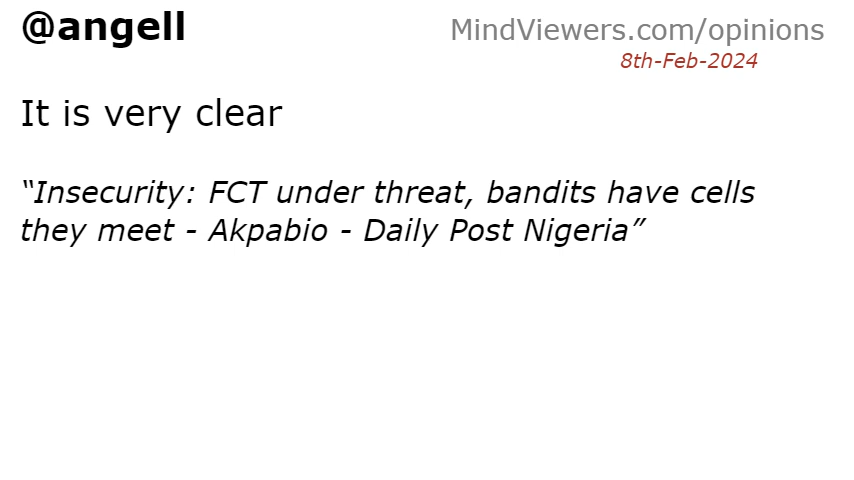 @angell
MindViewers.com/opinions
8th-Feb-2024
It is very clear
“Insecurity: FCT under threat, bandits have cells
they meet - Akpabio - Daily Post Nigeria”